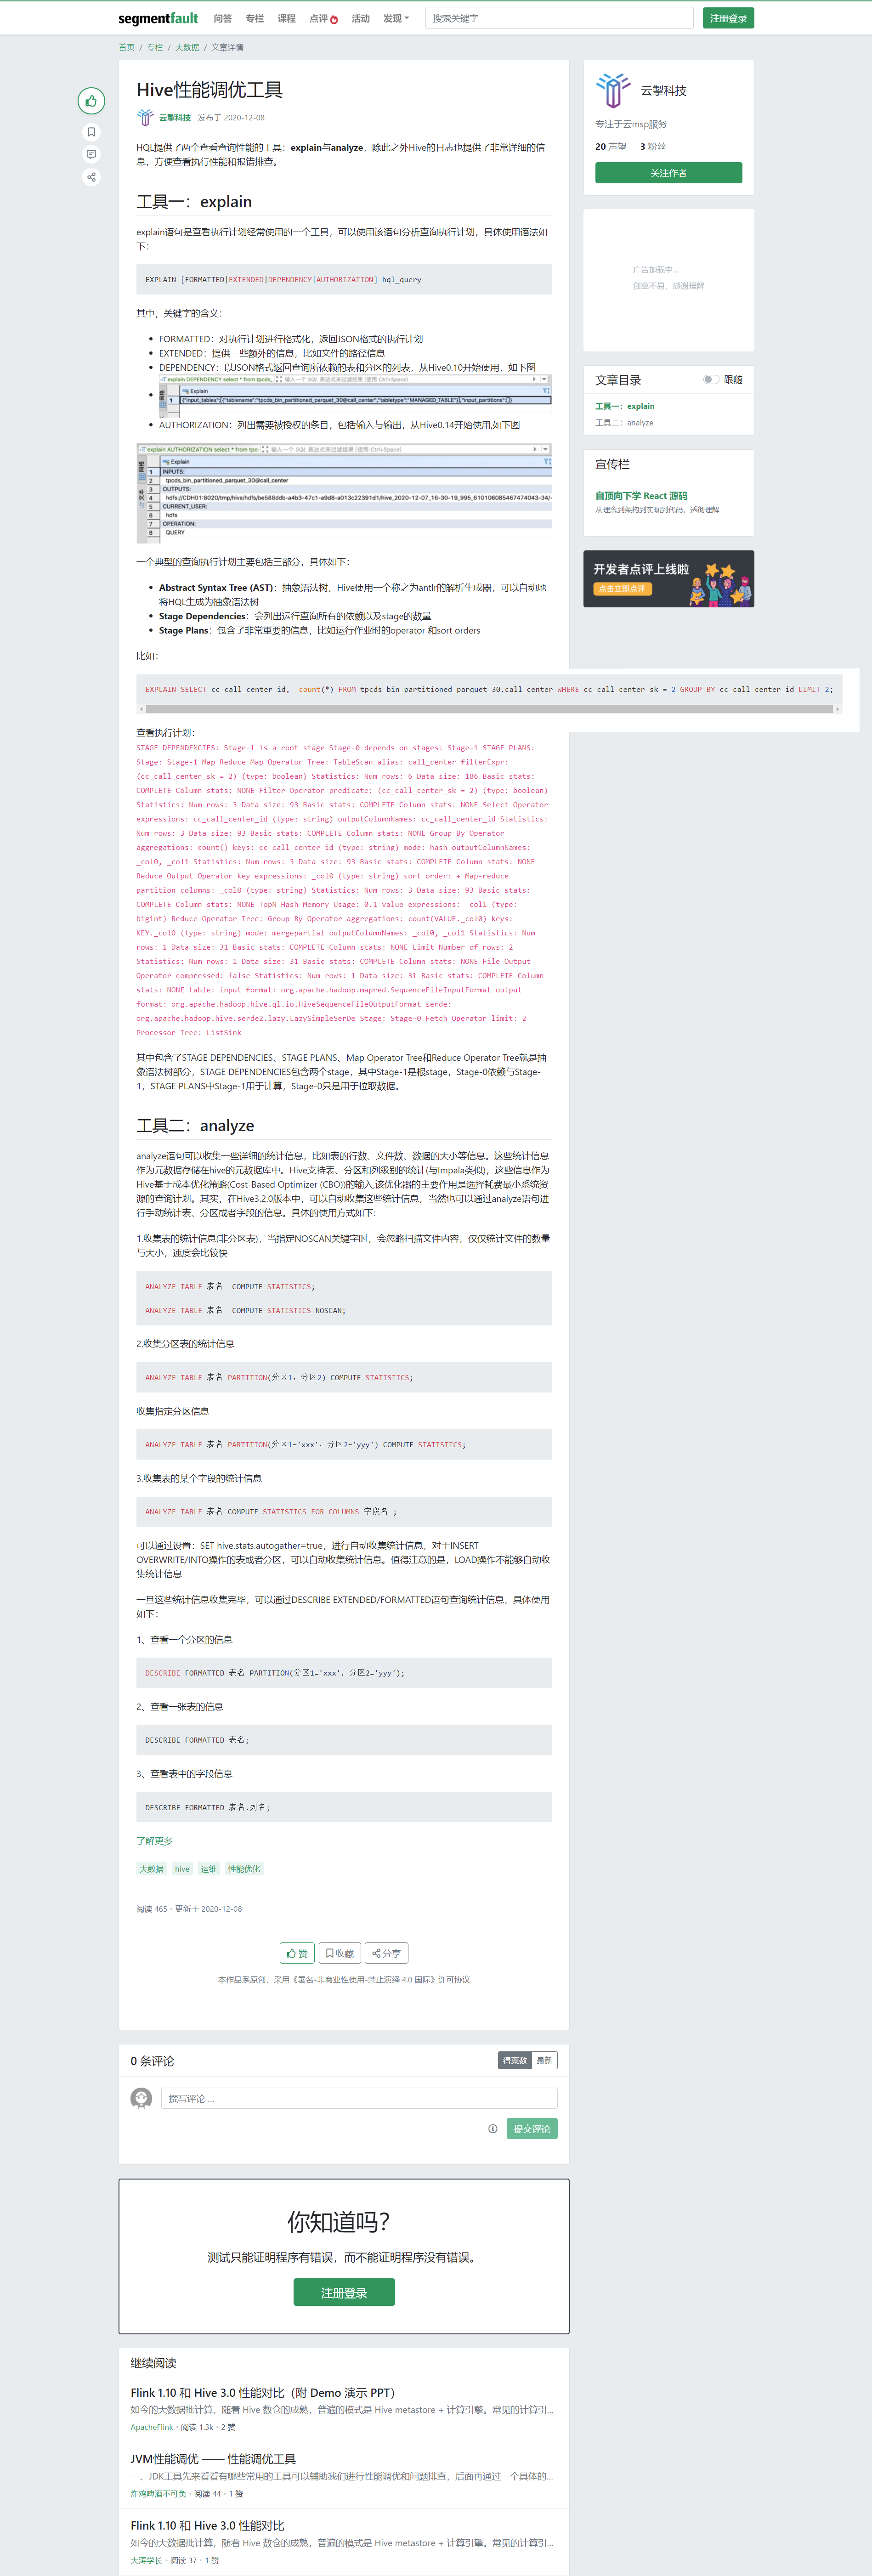 segmentfault 问答 专栏 课程 点评 活动 发现 搜索关键字 注册登录
首页 / 专栏 / 大数据 / 文章详情
Hive性能调优工具
云掣科技 发布于 2020-12-08
HQL提供了两个查看查询性能的工具：explain与analyze，除此之外Hive的日志也提供了非常详细的信
息，方便查看执行性能和报错排查。
工具一：explain
explain语句是查看执行计划经常使用的一个工具，可以使用该语句分析查询执行计划，具体使用语法如
下：
EXPLAIN [FORMATTED|EXTENDED|DEPENDENCY|AUTHORIZATION] hql_query
其中，关键字的含义：
FORMATTED：对执行计划进行格式化，返回JSON格式的执行计划
EXTENDED：提供一些额外的信息，比如文件的路径信息
DEPENDENCY：以JSON格式返回查询所依赖的表和分区的列表，从Hive0.10开始使用，如下图
explain DEPENDENCY select * from tpcds_ 输入一个 SQL 表达式来过滤结果 (使用 Ctrl+Space)
Explain
1 {"input_tables":[{"tablename":"tpcds_bin_partitioned_parquet_30@call_center","tabletype":"MANAGED_TABLE"}],"input_partitions":[]}
AUTHORIZATION：列出需要被授权的条目，包括输入与输出，从Hive0.14开始使用,如下图
explain AUTHORIZATION select * from tpc 输入一个 SQL 表达式来过滤结果 (使用 Ctrl+Space)
Explain
1 INPUTS:
2 tpcds_bin_partitioned_parquet_30@call_center
3 OUTPUTS:
4 hdfs://CDH01:8020/tmp/hive/hdfs/be588ddb-a4b3-47c1-a9d8-a013c22391d1/hive_2020-12-07_16-30-19_995_6101060855467474043-34/-
5 CURRENT_USER:
6 hdfs
7 OPERATION:
8 QUERY
一个典型的查询执行计划主要包括三部分，具体如下：
Abstract Syntax Tree (AST)：抽象语法树，Hive使用一个称之为antlr的解析生成器，可以自动地
将HQL生成为抽象语法树
Stage Dependencies：会列出运行查询所有的依赖以及stage的数量
Stage Plans：包含了非常重要的信息，比如运行作业时的operator 和sort orders
比如：
EXPLAIN SELECT cc_call_center_id, count(*) FROM tpcds_bin_partitioned_parquet_30.call_center WHERE cc_call_center_sk = 2 GROUP BY cc_call_center_id LIMIT 2;
查看执行计划：
STAGE DEPENDENCIES: Stage-1 is a root stage Stage-0 depends on stages: Stage-1 STAGE PLANS:
Stage: Stage-1 Map Reduce Map Operator Tree: TableScan alias: call_center filterExpr:
(cc_call_center_sk = 2) (type: boolean) Statistics: Num rows: 6 Data size: 186 Basic stats:
COMPLETE Column stats: NONE Filter Operator predicate: (cc_call_center_sk = 2) (type: boolean)
Statistics: Num rows: 3 Data size: 93 Basic stats: COMPLETE Column stats: NONE Select Operator
expressions: cc_call_center_id (type: string) outputColumnNames: cc_call_center_id Statistics:
Num rows: 3 Data size: 93 Basic stats: COMPLETE Column stats: NONE Group By Operator
aggregations: count() keys: cc_call_center_id (type: string) mode: hash outputColumnNames:
_col0, _col1 Statistics: Num rows: 3 Data size: 93 Basic stats: COMPLETE Column stats: NONE
Reduce Output Operator key expressions: _col0 (type: string) sort order: + Map-reduce
partition columns: _col0 (type: string) Statistics: Num rows: 3 Data size: 93 Basic stats:
COMPLETE Column stats: NONE TopN Hash Memory Usage: 0.1 value expressions: _col1 (type:
bigint) Reduce Operator Tree: Group By Operator aggregations: count(VALUE._col0) keys:
KEY._col0 (type: string) mode: mergepartial outputColumnNames: _col0, _col1 Statistics: Num
rows: 1 Data size: 31 Basic stats: COMPLETE Column stats: NONE Limit Number of rows: 2
Statistics: Num rows: 1 Data size: 31 Basic stats: COMPLETE Column stats: NONE File Output
Operator compressed: false Statistics: Num rows: 1 Data size: 31 Basic stats: COMPLETE Column
stats: NONE table: input format: org.apache.hadoop.mapred.SequenceFileInputFormat output
format: org.apache.hadoop.hive.ql.io.HiveSequenceFileOutputFormat serde:
org.apache.hadoop.hive.serde2.lazy.LazySimpleSerDe Stage: Stage-0 Fetch Operator limit: 2
Processor Tree: ListSink
其中包含了STAGE DEPENDENCIES、STAGE PLANS、Map Operator Tree和Reduce Operator Tree就是抽
象语法树部分，STAGE DEPENDENCIES包含两个stage，其中Stage-1是根stage，Stage-0依赖与Stage-
1，STAGE PLANS中Stage-1用于计算，Stage-0只是用于拉取数据。
工具二：analyze
analyze语句可以收集一些详细的统计信息，比如表的行数、文件数、数据的大小等信息。这些统计信息
作为元数据存储在hive的元数据库中。Hive支持表、分区和列级别的统计(与Impala类似)，这些信息作为
Hive基于成本优化策略(Cost-Based Optimizer (CBO))的输入,该优化器的主要作用是选择耗费最小系统资
源的查询计划。其实，在Hive3.2.0版本中，可以自动收集这些统计信息，当然也可以通过analyze语句进
行手动统计表、分区或者字段的信息。具体的使用方式如下:
1.收集表的统计信息(非分区表)，当指定NOSCAN关键字时，会忽略扫描文件内容，仅仅统计文件的数量
与大小，速度会比较快
ANALYZE TABLE 表名 COMPUTE STATISTICS;
ANALYZE TABLE 表名 COMPUTE STATISTICS NOSCAN;
2.收集分区表的统计信息
ANALYZE TABLE 表名 PARTITION(分区1，分区2) COMPUTE STATISTICS;
收集指定分区信息
ANALYZE TABLE 表名 PARTITION(分区1='xxx'，分区2='yyy') COMPUTE STATISTICS;
3.收集表的某个字段的统计信息
ANALYZE TABLE 表名 COMPUTE STATISTICS FOR COLUMNS 字段名 ;
可以通过设置：SET hive.stats.autogather=true，进行自动收集统计信息，对于INSERT
OVERWRITE/INTO操作的表或者分区，可以自动收集统计信息。值得注意的是，LOAD操作不能够自动收
集统计信息
一旦这些统计信息收集完毕，可以通过DESCRIBE EXTENDED/FORMATTED语句查询统计信息，具体使用
如下：
1、查看一个分区的信息
DESCRIBE FORMATTED 表名 PARTITION(分区1='xxx'，分区2='yyy');
2、查看一张表的信息
DESCRIBE FORMATTED 表名;
3、查看表中的字段信息
DESCRIBE FORMATTED 表名.列名;
了解更多
大数据 hive 运维 性能优化
阅读 465 · 更新于 2020-12-08
赞 收藏 分享
本作品系原创，采用《署名-非商业性使用-禁止演绎 4.0 国际》许可协议
0 条评论 得票数 最新
撰写评论 ...
提交评论
你知道吗？
测试只能证明程序有错误，而不能证明程序没有错误。
注册登录
继续阅读
Flink 1.10 和 Hive 3.0 性能对比（附 Demo 演示 PPT）
如今的大数据批计算，随着 Hive 数仓的成熟，普遍的模式是 Hive metastore + 计算引擎。常见的计算引...
ApacheFlink · 阅读 1.3k · 2 赞
JVM性能调优 —— 性能调优工具
一、JDK工具先来看看有哪些常用的工具可以辅助我们进行性能调优和问题排查，后面再通过一个具体的...
炸鸡啤酒不可负 · 阅读 44 · 1 赞
Flink 1.10 和 Hive 3.0 性能对比
如今的大数据批计算，随着 Hive 数仓的成熟，普遍的模式是 Hive metastore + 计算引擎。常见的计算引...
大涛学长 · 阅读 37 · 1 赞
云掣科技
专注于云msp服务
20 声望 3 粉丝
关注作者
广告加载中...
创业不易，感谢理解
文章目录 跟随
工具一：explain
工具二：analyze
宣传栏
自顶向下学 React 源码
从理念到架构到实现到代码，透彻理解
开发者点评上线啦
点击立即点评